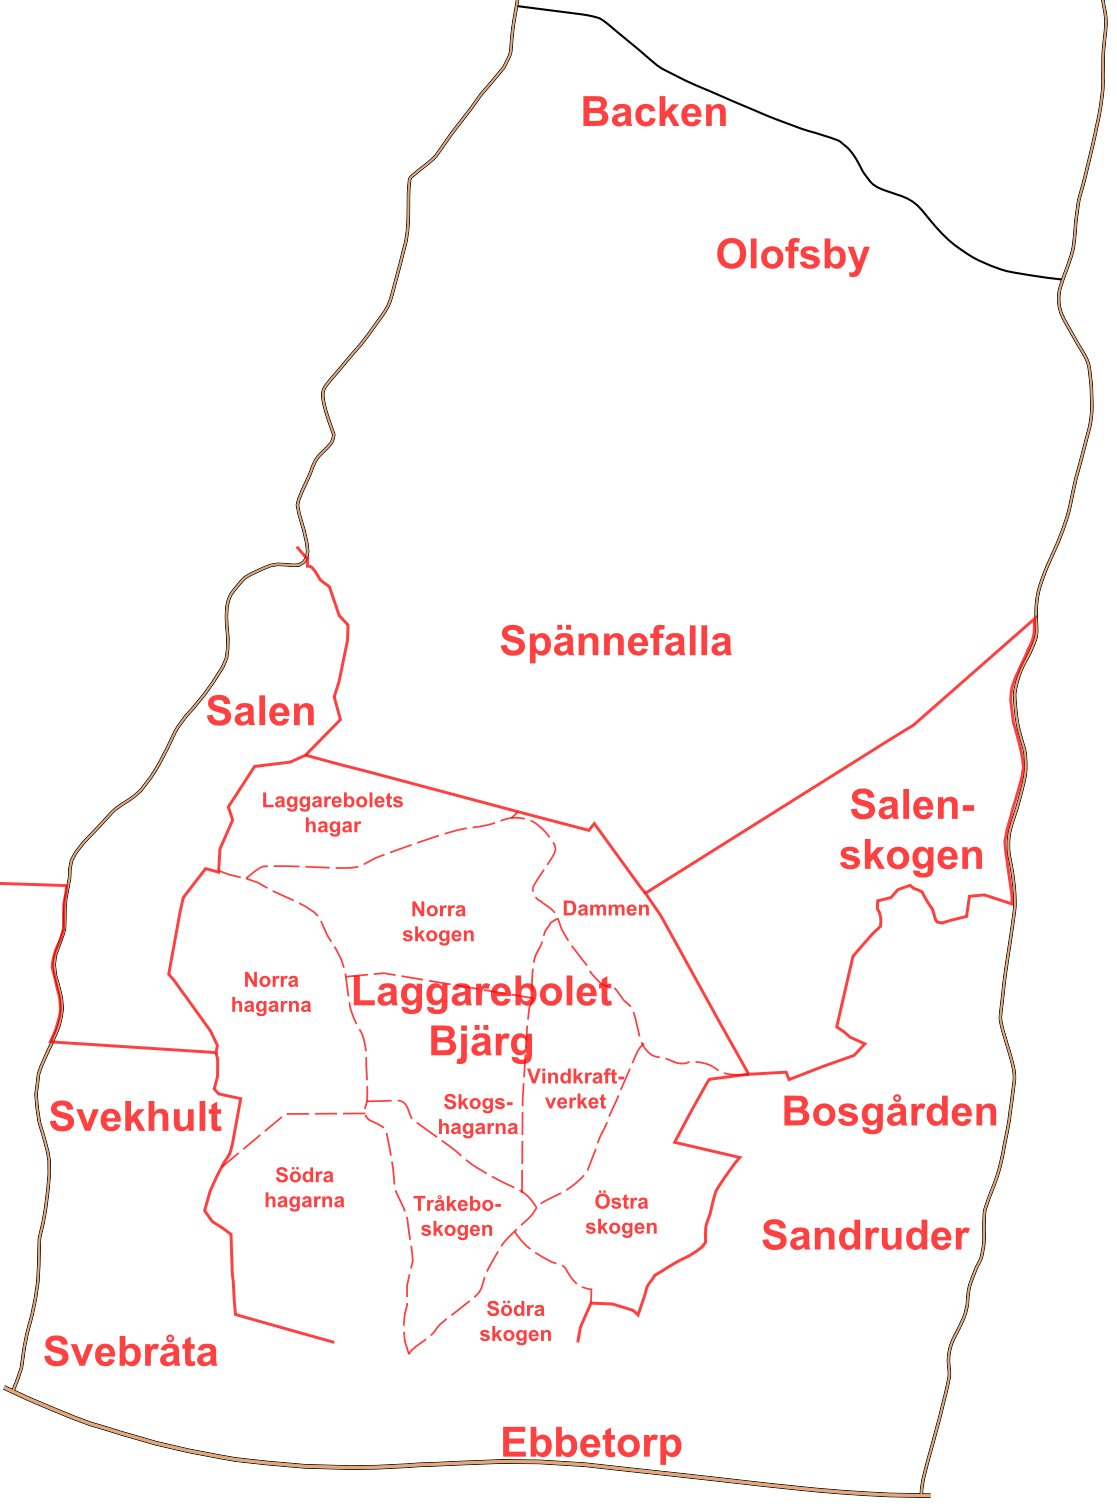 Backen
Olofsby
Spännefalla
Salen
Laggarebolets
hagar
Salen-
skogen
Norra
skogen
Dammen
Norra
hagarna
Laggarebolet
Bjärg
Vindkraft-
verket
Skogs-
hagarna
Svekhult
Bosgården
Södra
hagarna
Tråkebo-
skogen
Östra
skogen
Sandruder
Södra
skogen
Svebråta
Ebbetorp